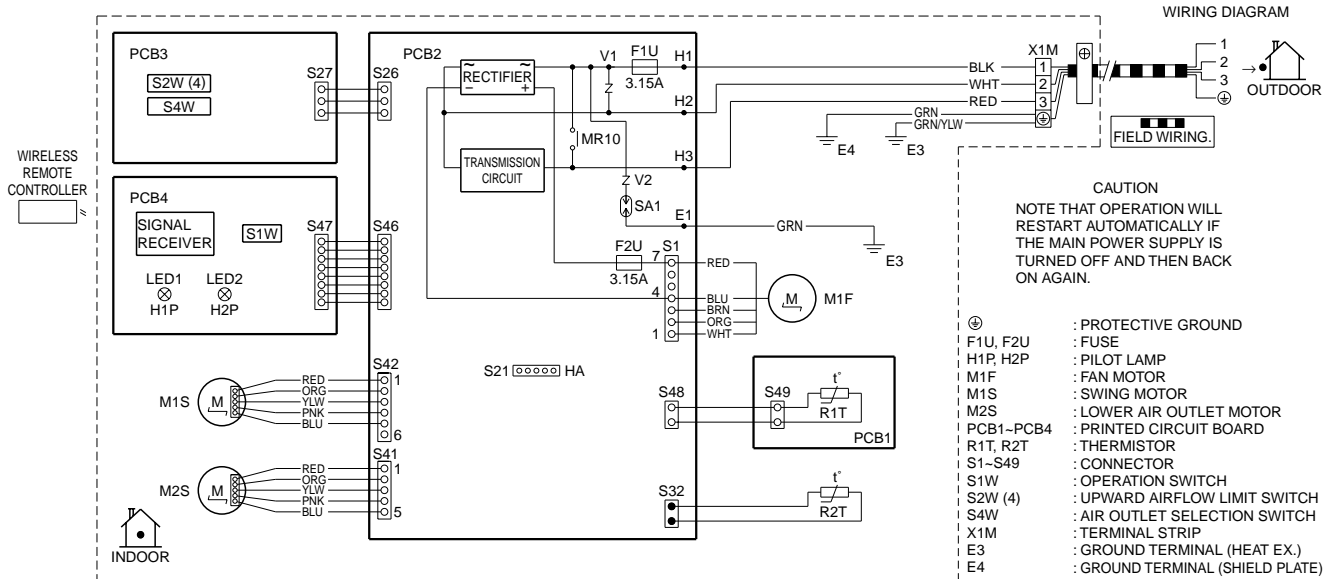 WIRING DIAGRAM
PCB3
S2W (4)
S4W
S27
S26
PCB2
RECTIFIER
~
~
−
+
V1
F1U
3.15A
H1
H2
H3
MR10
TRANSMISSION
CIRCUIT
Z
Z V2
SA1
E1
GRN
E3
BLK
WHT
RED
GRN
GRN/YLW
E4
E3
X1M
1
2
3
1
2
3
OUTDOOR
FIELD WIRING.
WIRELESS
REMOTE
CONTROLLER
PCB4
SIGNAL
RECEIVER
S1W
LED1
H1P
LED2
H2P
S47
S46
F2U
3.15A
S1
7
4
1
RED
BLU
BRN
ORG
WHT
M
M1F
S21
HA
M1S
M
RED
ORG
YLW
PNK
BLU
S42
1
6
M2S
M
RED
ORG
YLW
PNK
BLU
S41
1
5
INDOOR
S48
S49
t°
R1T
PCB1
S32
t°
R2T
CAUTION
NOTE THAT OPERATION WILL
RESTART AUTOMATICALLY IF
THE MAIN POWER SUPPLY IS
TURNED OFF AND THEN BACK
ON AGAIN.
: PROTECTIVE GROUND
F1U, F2U : FUSE
H1P, H2P : PILOT LAMP
M1F : FAN MOTOR
M1S : SWING MOTOR
M2S : LOWER AIR OUTLET MOTOR
PCB1~PCB4 : PRINTED CIRCUIT BOARD
R1T, R2T : THERMISTOR
S1~S49 : CONNECTOR
S1W : OPERATION SWITCH
S2W (4) : UPWARD AIRFLOW LIMIT SWITCH
S4W : AIR OUTLET SELECTION SWITCH
X1M : TERMINAL STRIP
E3 : GROUND TERMINAL (HEAT EX.)
E4 : GROUND TERMINAL (SHIELD PLATE)